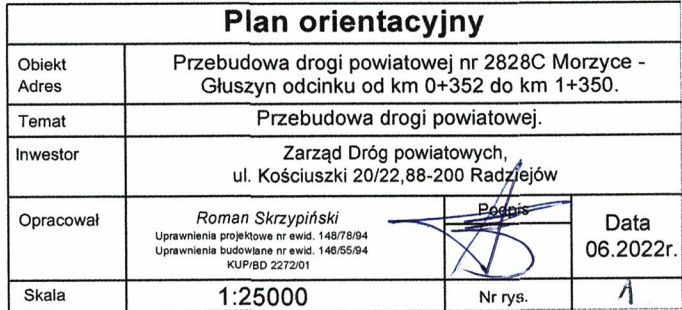 Plan orientacyjny
Obiekt
Adres
Przebudowa drogi powiatowej nr 2828C Morzyce -
Głuszyn odcinku od km 0+352 do km 1+350.
Temat
Przebudowa drogi powiatowej.
Inwestor
Zarząd Dróg powiatowych,
ul. Kościuszki 20/22,88-200 Radziejów
Opracował
Roman Skrzypiński
Uprawnienia projektowe nr ewid. 148/78/94
Uprawnienia budowlane nr ewid. 146/55/94
KUP/BD 2272/01
Podpis
Data
06.2022r.
Skala
1:25000
Nr rys.
1